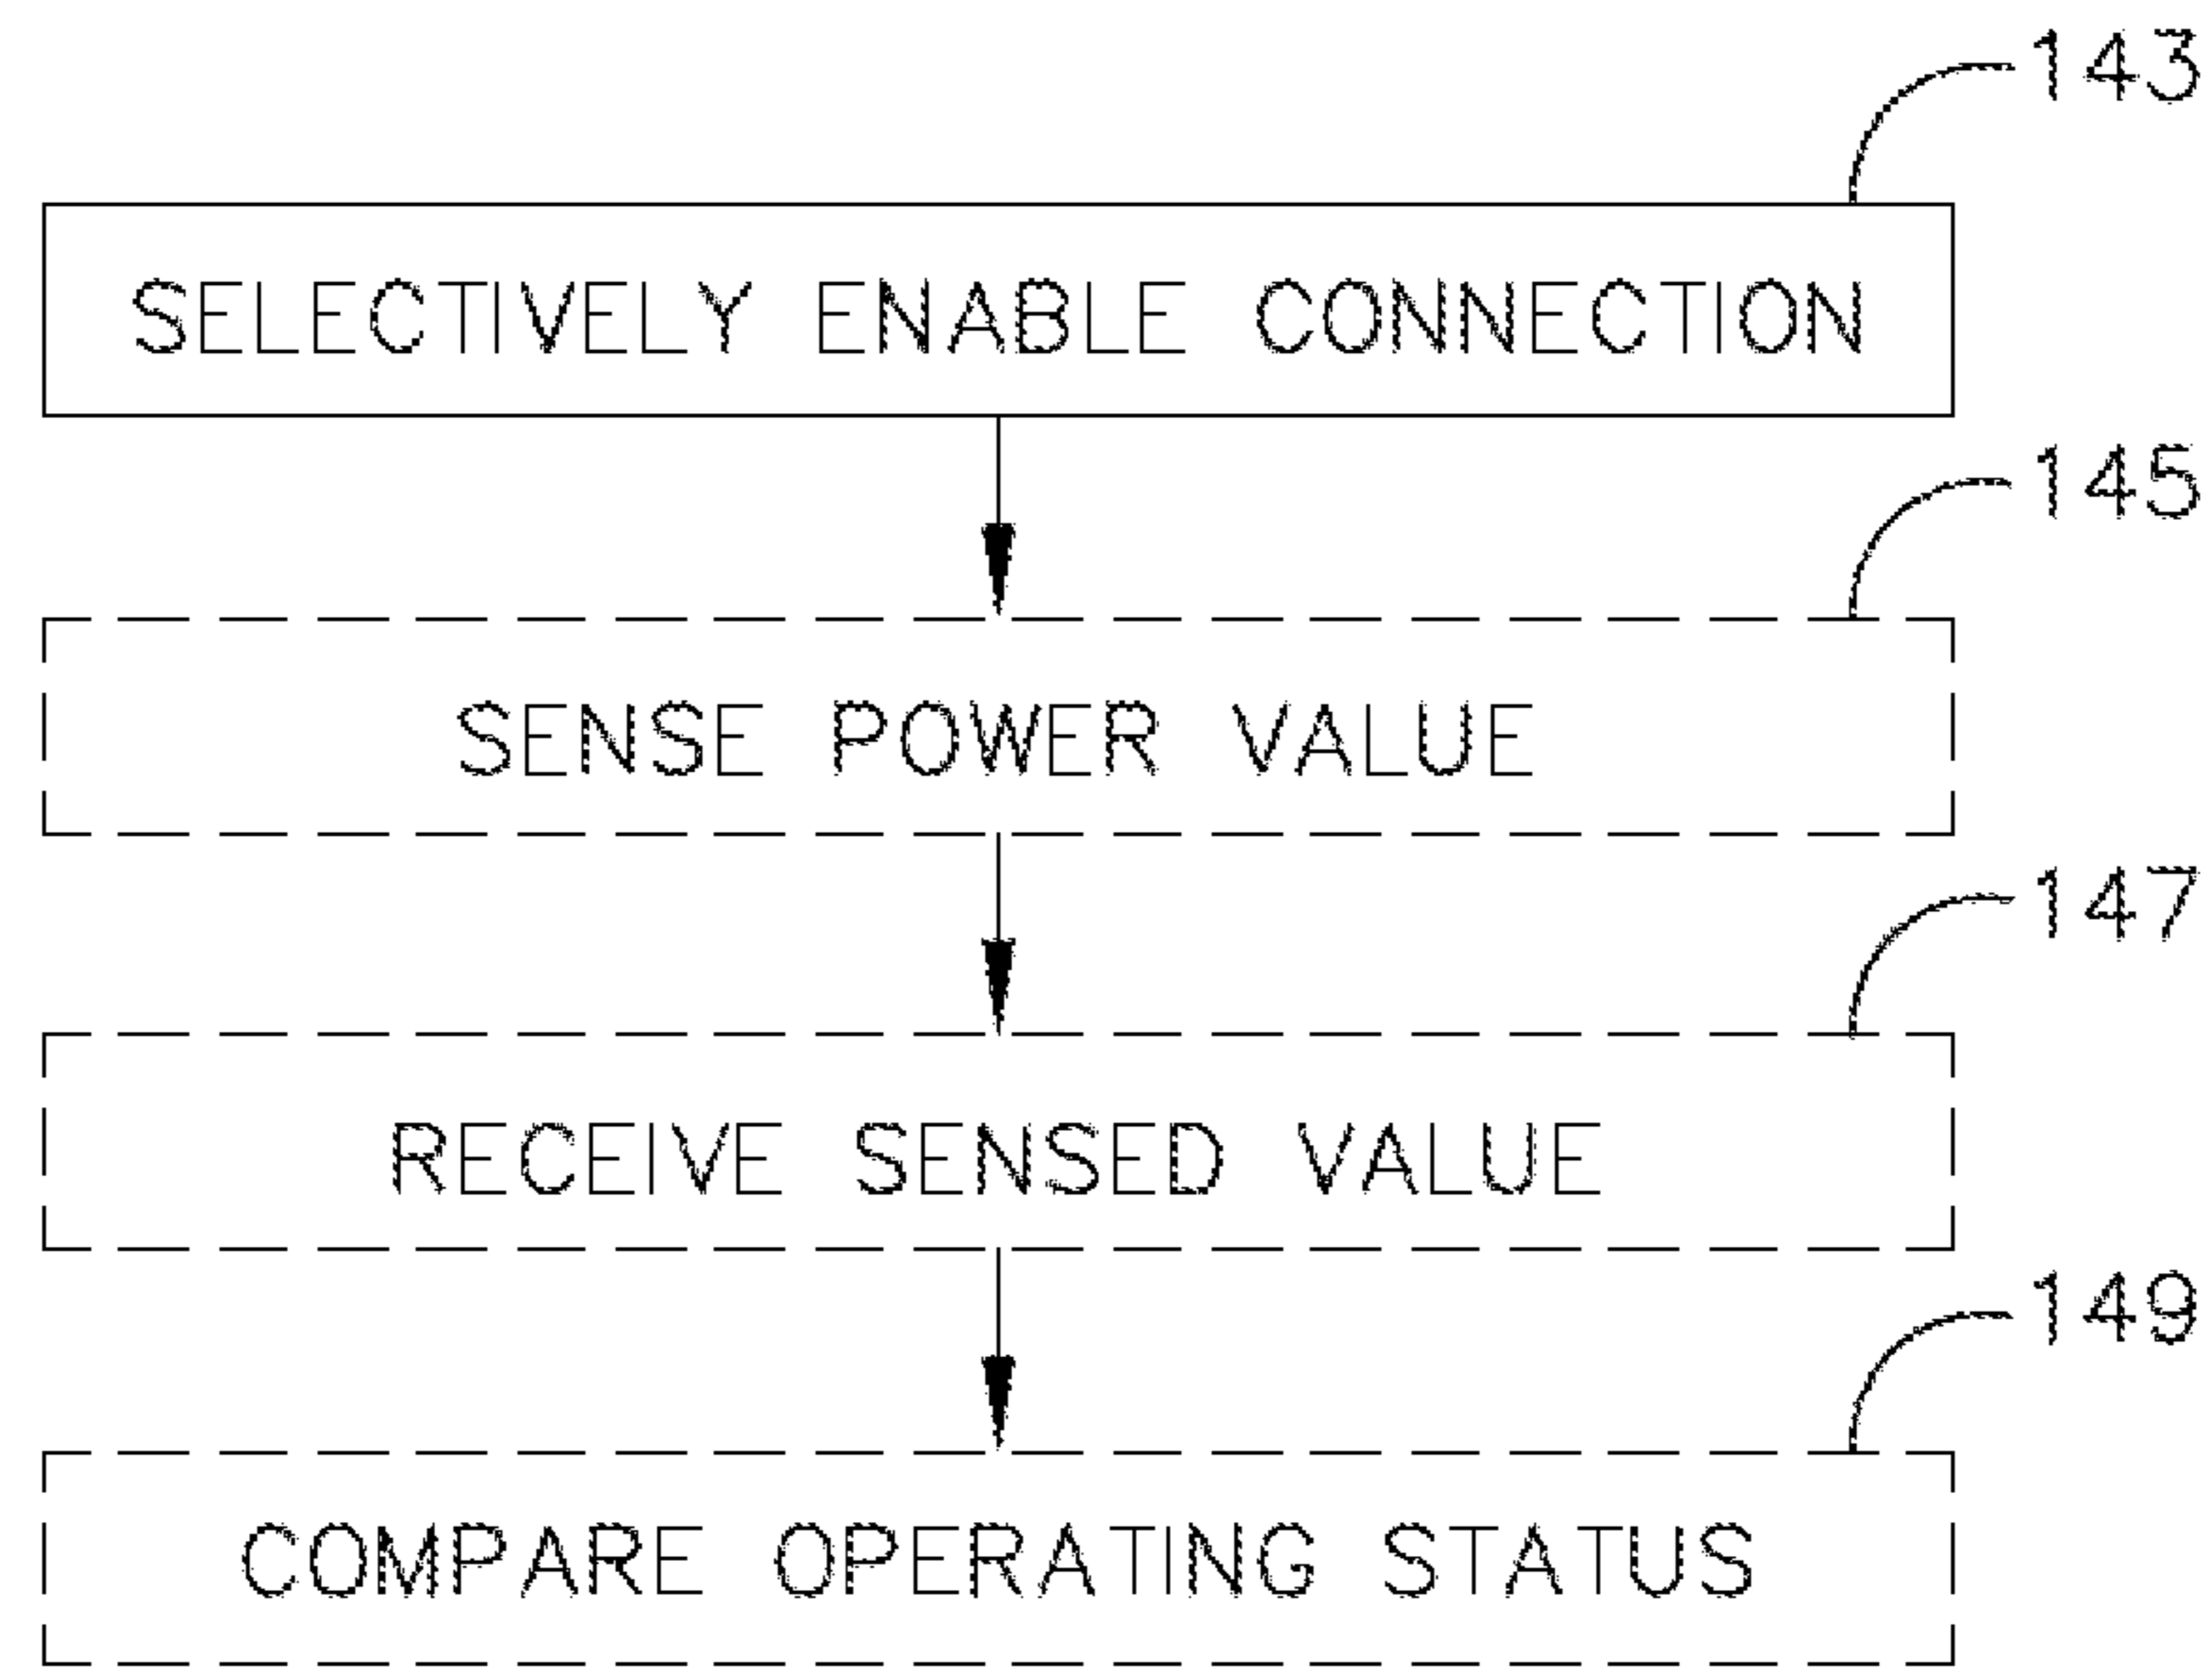 143
SELECTIVELY ENABLE CONNECTION
145
SENSE POWER VALUE
147
RECEIVE SENSED VALUE
149
COMPARE OPERATING STATUS